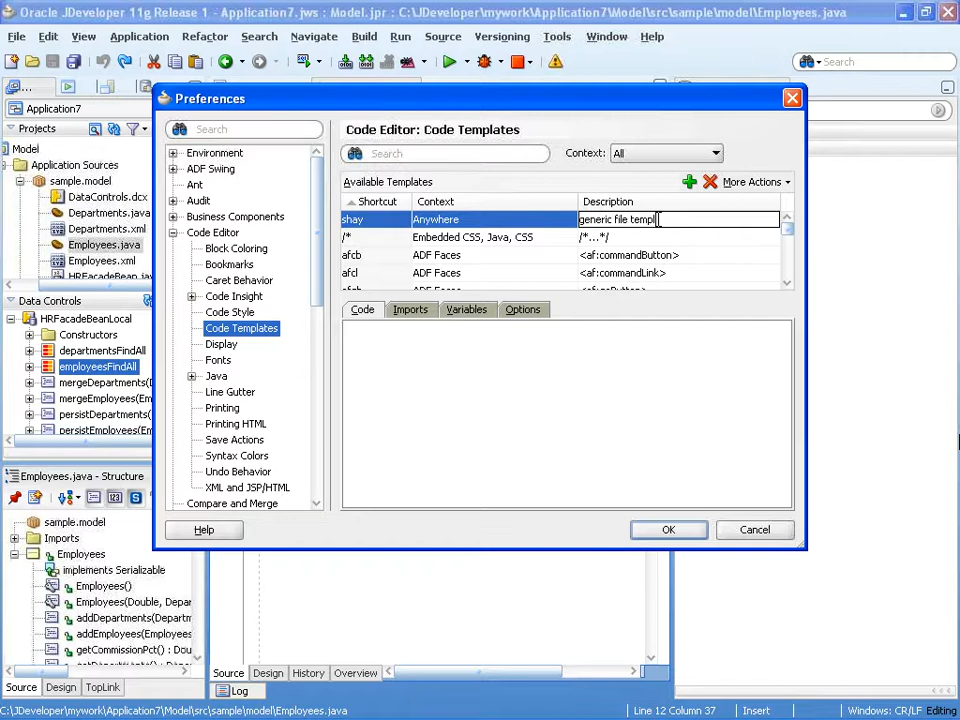 Oracle JDeveloper 11g Release 1 - Application7.jws : Model.jpr : C:\JDeveloper\mywork\Application7\Model\src\sample\model\Employees.java
File Edit View Application Refactor Search Navigate Build Run Source Versioning Tools Window Help
Search
Application7
Projects
Model
Application Sources
sample.model
DataControls.dcx
Departments.java
Departments.xml
Employees.java
Employees.xml
HRFacadeBean.java
Data Controls
HRFacadeBeanLocal
Constructors
departmentsFindAll
employeesFindAll
mergeDepartments(D
mergeEmployees(Emp
persistDepartments(
persistEmployees(Em
Employees.java - Structure
sample.model
Imports
Employees
implements Serializable
Employees()
Employees(Double, Depar
addDepartments(Departm
addEmployees(Employees
getCommissionPct() : Dou
Source Design TopLink
Preferences
Search
Environment
ADF Swing
Ant
Audit
Business Components
Code Editor
Block Coloring
Bookmarks
Caret Behavior
Code Insight
Code Style
Code Templates
Display
Fonts
Java
Line Gutter
Printing
Printing HTML
Save Actions
Syntax Colors
Undo Behavior
XML and JSP/HTML
Compare and Merge
Code Editor: Code Templates
Search Context: All
Available Templates More Actions
Shortcut Context Description
shay Anywhere generic file templ
/* Embedded CSS, Java, CSS /*...*/
afcb ADF Faces <af:commandButton>
afcl ADF Faces <af:commandLink>
Code Imports Variables Options
Help OK Cancel
Source Design History Overview
Log
C:\JDeveloper\mywork\Application7\Model\src\sample\model\Employees.java Line 12 Column 37 Insert Windows: CR/LF Editing